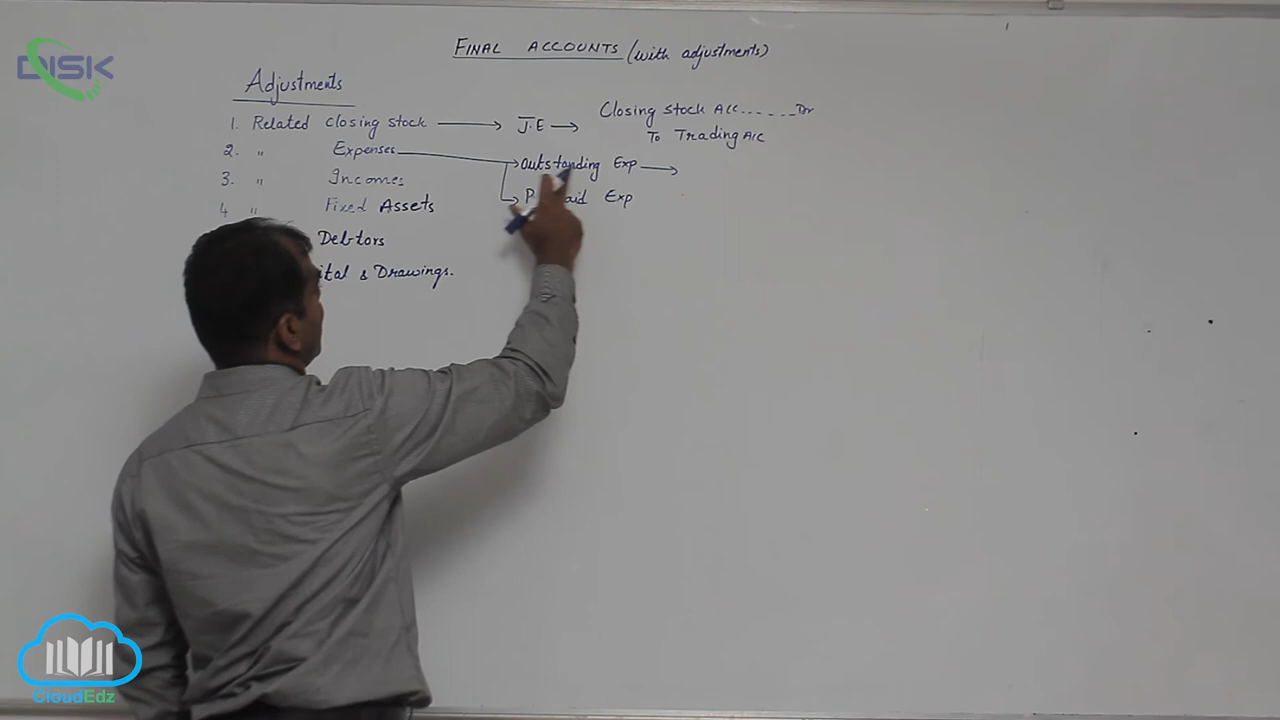 DISK
FINAL ACCOUNTS (with adjustments)
Adjustments
1. Related closing stock → J.E → Closing stock A/c......Dr
To Trading A/c
2. " Expenses → Outstanding Exp →
3. " Incomes
4 " Fixed Assets
Exp
Debtors
& Drawings.
CloudEdz